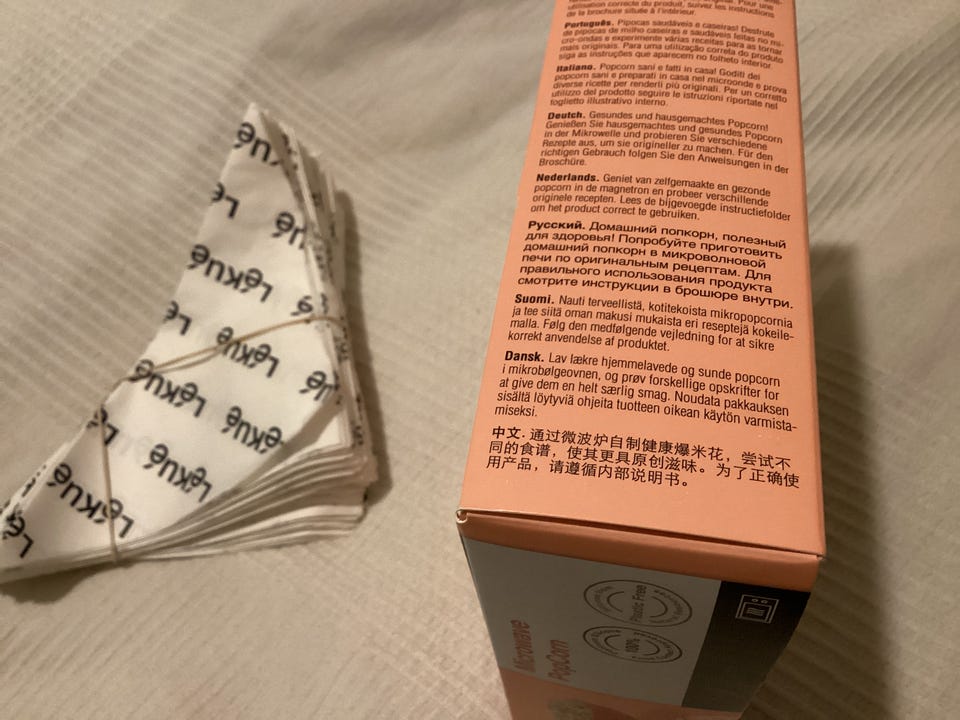 utilisation correcte du produit, suivez les instructions
de la brochure située à l'intérieur.
Português. Pipocas saudáveis e caseiras! Desfrute
de pipocas de milho caseiras e saudáveis feitas no mi-
cro-ondas e experimente várias receitas para as tornar
mais originais. Para uma utilização correta do produto
siga as instruções que aparecem no folheto interior.
Italiano. Popcorn sani e fatti in casa! Goditi dei
popcorn sani e preparati in casa nel microonde e prova
diverse ricette per renderli più originali. Per un corretto
utilizzo del prodotto seguire le istruzioni riportate nel
foglietto illustrativo interno.
Deutch. Gesundes und hausgemachtes Popcorn!
Genießen Sie hausgemachtes und gesundes Popcorn
in der Mikrowelle und probieren Sie verschiedene
Rezepte aus, um sie origineller zu machen. Für den
richtigen Gebrauch folgen Sie den Anweisungen in der
Broschüre.
Nederlands. Geniet van zelfgemaakte en gezonde
popcorn in de magnetron en probeer verschillende
originele recepten. Lees de bijgevoegde instructiefolder
om het product correct te gebruiken.
Русский. Домашний попкорн, полезный
для здоровья! Попробуйте приготовить
домашний попкорн в микроволновой
печи по оригинальным рецептам. Для
правильного использования продукта
смотрите инструкции в брошюре внутри.
Suomi. Nauti terveellistä, kotitekoista mikropopcornia
ja tee siitä oman makusi mukaista eri reseptejä kokeile-
malla. Følg den medfølgende vejledning for at sikre
korrekt anvendelse af produktet.
Dansk. Lav lækre hjemmelavede og sunde popcorn
i mikrobølgeovnen, og prøv forskellige opskrifter for
at give dem en helt særlig smag. Noudata pakkauksen
sisältä löytyviä ohjeita tuotteen oikean käytön varmista-
miseksi.
中文. 通过微波炉自制健康爆米花，尝试不
同的食谱，使其更具原创滋味。为了正确使
用产品，请遵循内部说明书。
Microwave
PopCorn
Plastic Free
100%
Lékué
Lékué
Lékué
Lékué
Lékué
Lékué